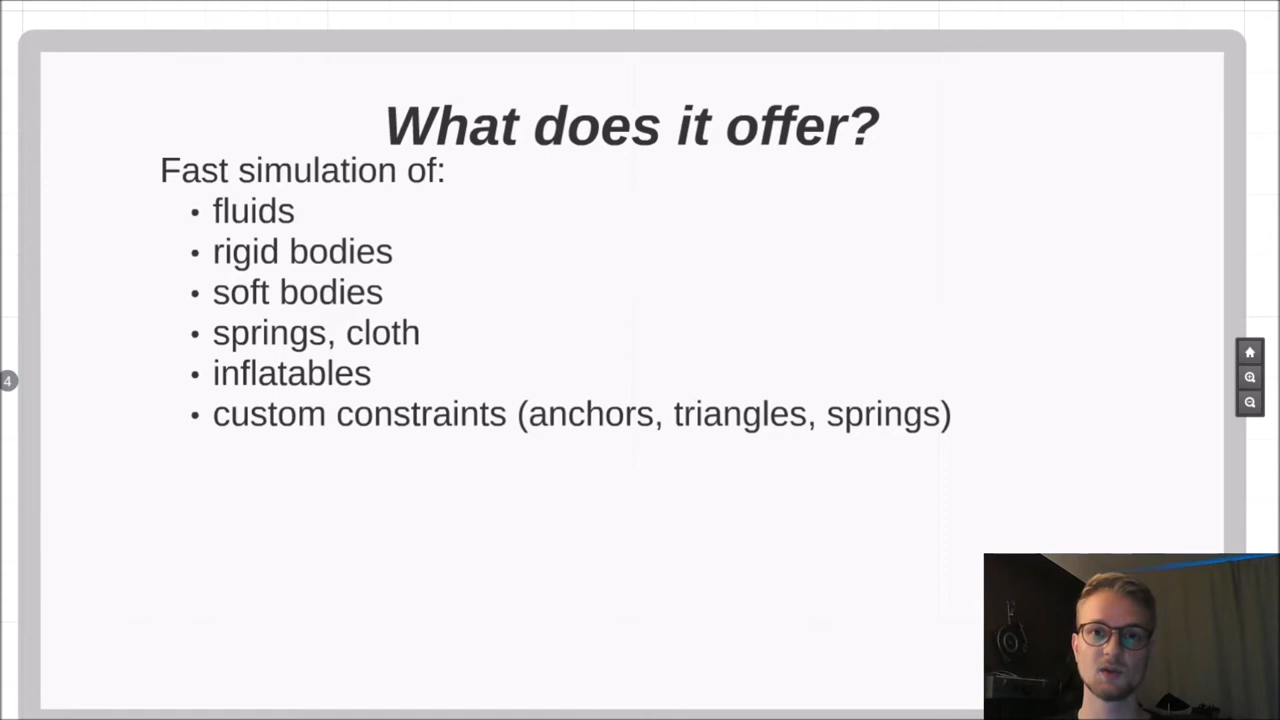 What does it offer?
Fast simulation of:
• fluids
• rigid bodies
• soft bodies
• springs, cloth
• inflatables
• custom constraints (anchors, triangles, springs)
4